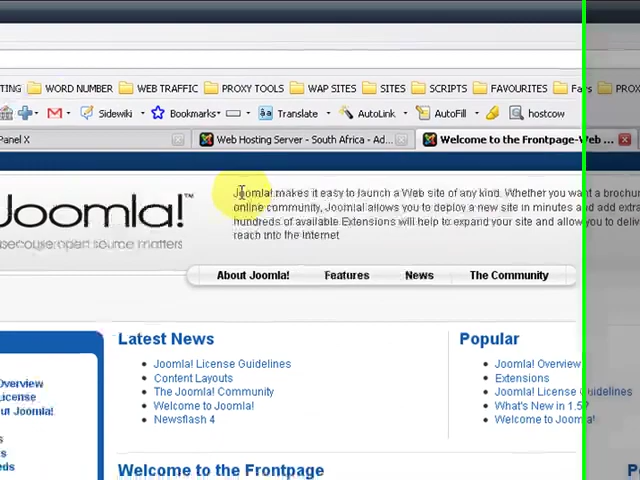 WORD NUMBER WEB TRAFFIC PROXY TOOLS WAP SITES SITES SCRIPTS FAVOURITES PROX
Sidewiki Bookmarks Translate AutoLink AutoFill hostcow
Panel X Web Hosting Server - South Africa - Ad... Welcome to the Frontpage-Web ...
Joomla!™
because open source matters
Joomla! makes it easy to launch a Web site of any kind. Whether you want a brochur
online community, Joomla! allows you to deploy a new site in minutes and add extra
hundreds of available Extensions will help to expand your site and allow you to deliv
reach into the Internet
About Joomla! Features News The Community
Latest News
Joomla! License Guidelines
Content Layouts
The Joomla! Community
Welcome to Joomla!
Newsflash 4
Popular
Joomla! Overview
Extensions
Joomla! License Guidelines
What's New in 1.5?
Welcome to Joomla!
Overview
License
ut Joomla!
s
s
eds
Welcome to the Frontpage
Po